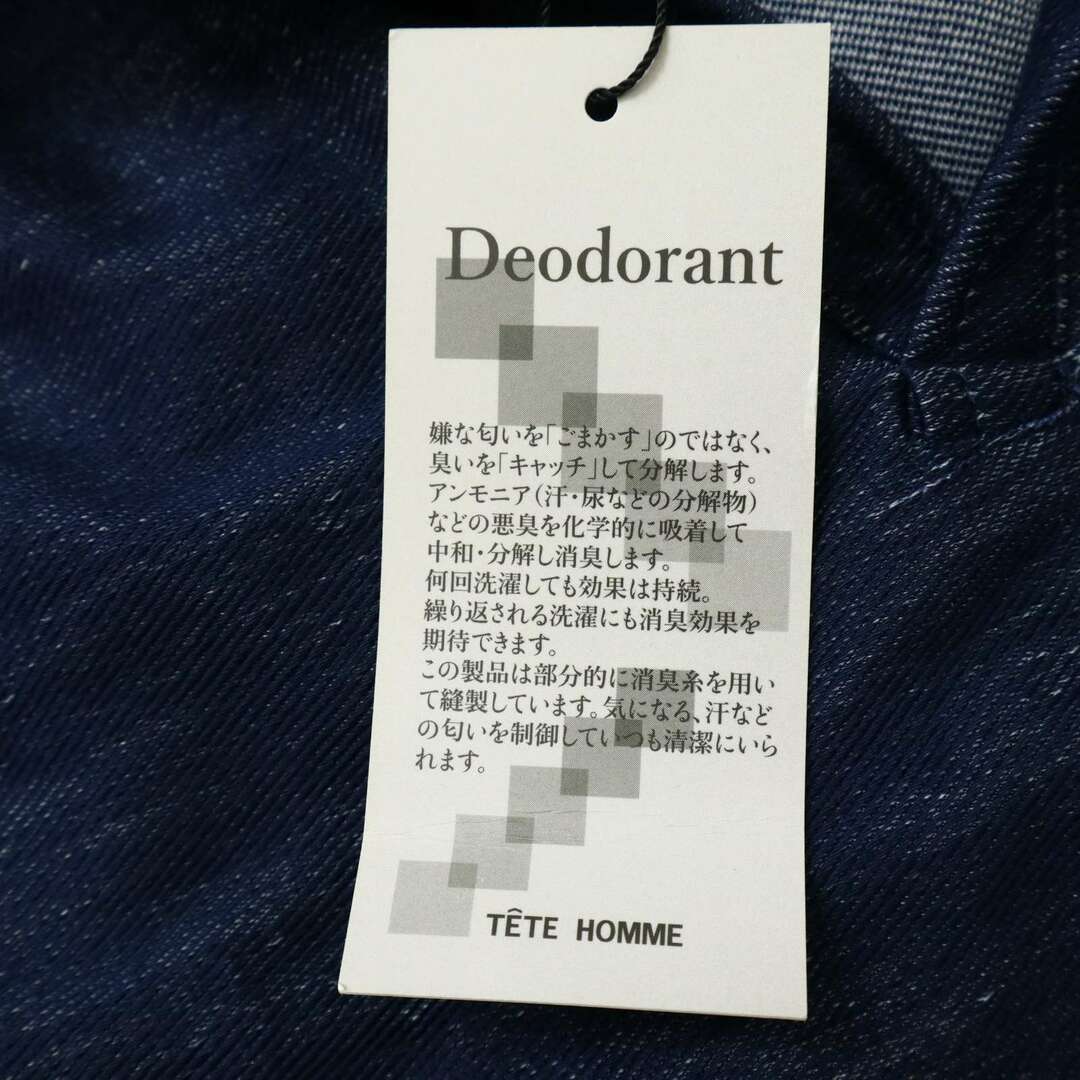 Deodorant
嫌な匂いを「ごまかす」のではなく、
臭いを「キャッチ」して分解します。
アンモニア(汗・尿などの分解物)
などの悪臭を化学的に吸着して
中和・分解し消臭します。
何回洗濯しても効果は持続。
繰り返される洗濯にも消臭効果を
期待できます。
この製品は部分的に消臭糸を用い
て縫製しています。気になる、汗など
の匂いを制御していつも清潔にいら
れます。
TÊTE HOMME